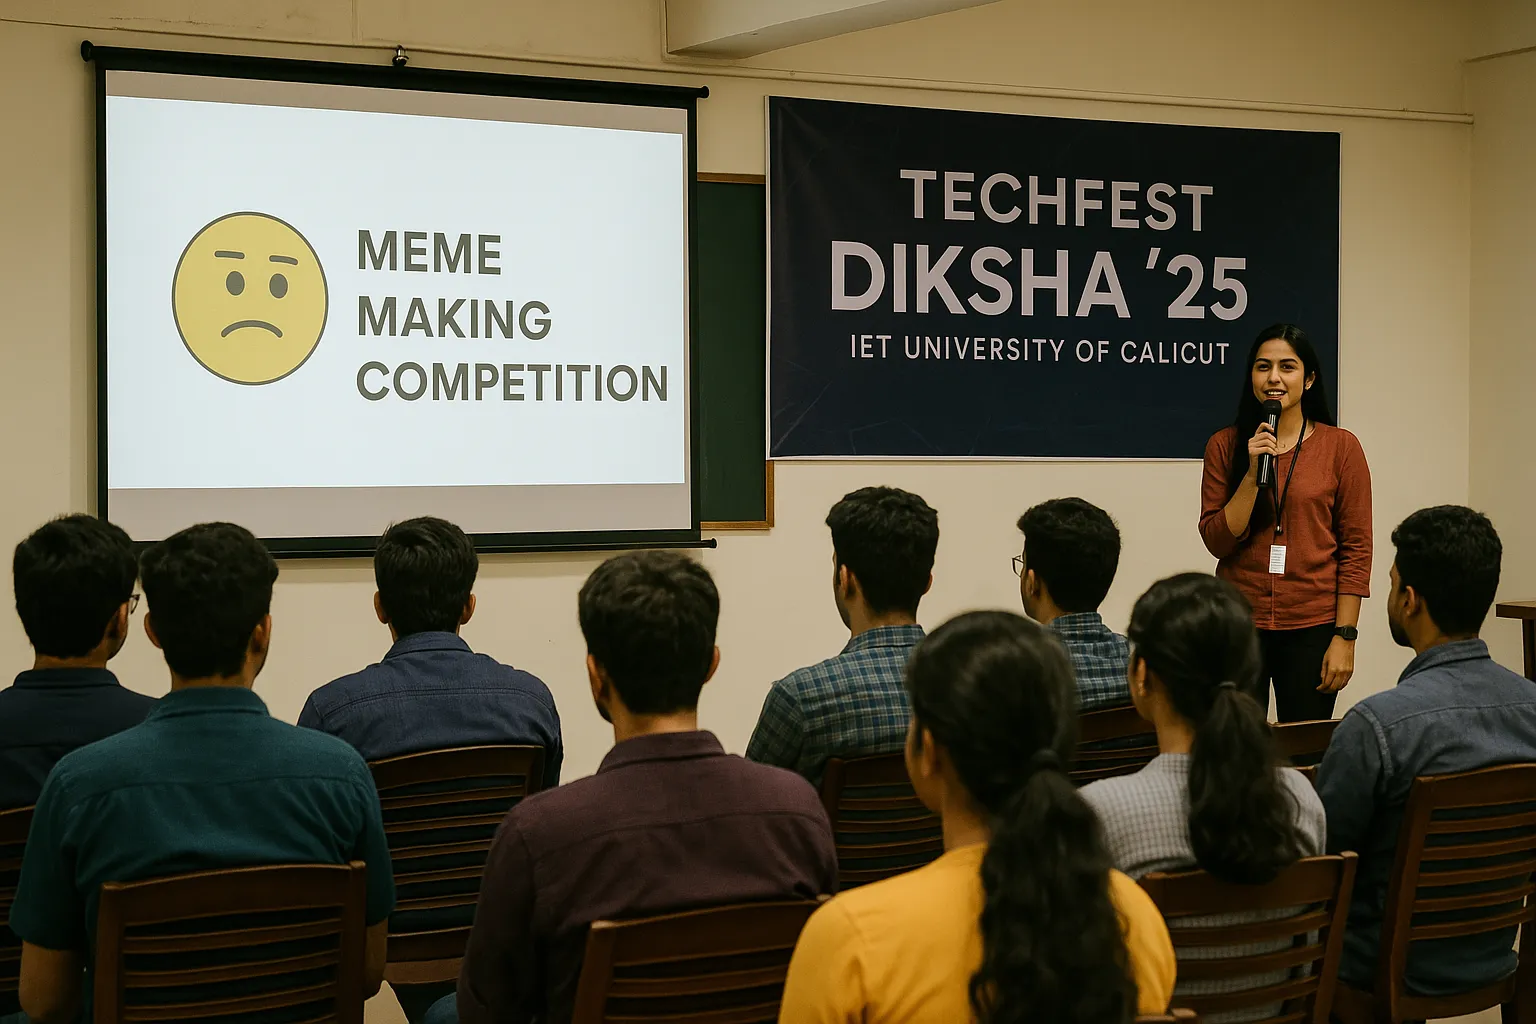 MEME
MAKING
COMPETITION
TECHFEST
DIKSHA '25
IET UNIVERSITY OF CALICUT